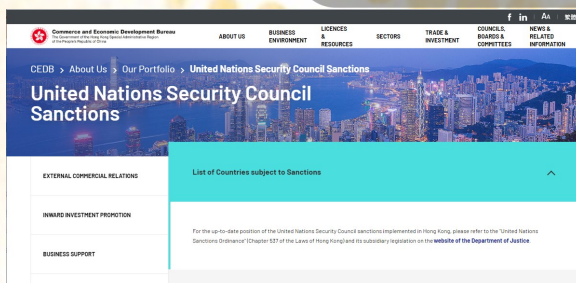 f in AA 繁體
Commerce and Economic Development Bureau
The Government of the Hong Kong Special Administrative Region
of the People's Republic of China
ABOUT US
BUSINESS
ENVIRONMENT
LICENCES
&
RESOURCES
SECTORS
TRADE &
INVESTMENT
COUNCILS,
BOARDS &
COMMITTEES
NEWS &
RELATED
INFORMATION
CEDB > About Us > Our Portfolio > United Nations Security Council Sanctions
United Nations Security Council
Sanctions
EXTERNAL COMMERCIAL RELATIONS
INWARD INVESTMENT PROMOTION
BUSINESS SUPPORT
List of Countries subject to Sanctions
For the up-to-date position of the United Nations Security Council sanctions implemented in Hong Kong, please refer to the "United Nations
Sanctions Ordinance" (Chapter 537 of the Laws of Hong Kong) and its subsidiary legislation on the website of the Department of Justice.